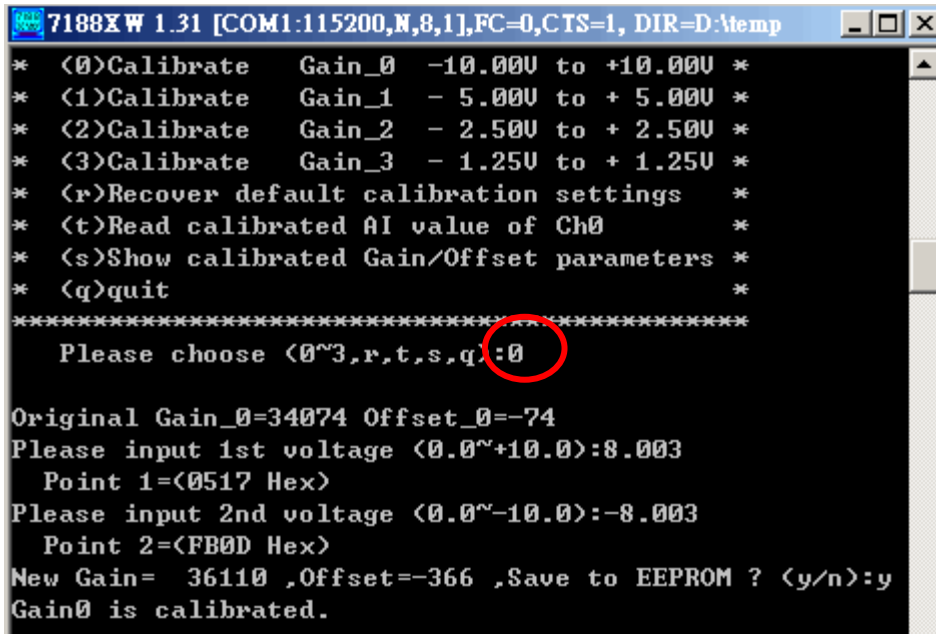 7188XW 1.31 [COM1:115200,N,8,1],FC=0,CTS=1, DIR=D:\temp
*  (0)Calibrate   Gain_0  -10.00V to +10.00V *
*  (1)Calibrate   Gain_1  - 5.00V to + 5.00V *
*  (2)Calibrate   Gain_2  - 2.50V to + 2.50V *
*  (3)Calibrate   Gain_3  - 1.25V to + 1.25V *
*  (r)Recover default calibration settings   *
*  (t)Read calibrated AI value of Ch0        *
*  (s)Show calibrated Gain/Offset parameters *
*  (q)quit                                   *
**********************************************
   Please choose (0~3,r,t,s,q):0
Original Gain_0=34074 Offset_0=-74
Please input 1st voltage (0.0~+10.0):8.003
  Point 1=(0517 Hex)
Please input 2nd voltage (0.0~-10.0):-8.003
  Point 2=(FB0D Hex)
New Gain=  36110 ,Offset=-366 ,Save to EEPROM ? (y/n):y
Gain0 is calibrated.